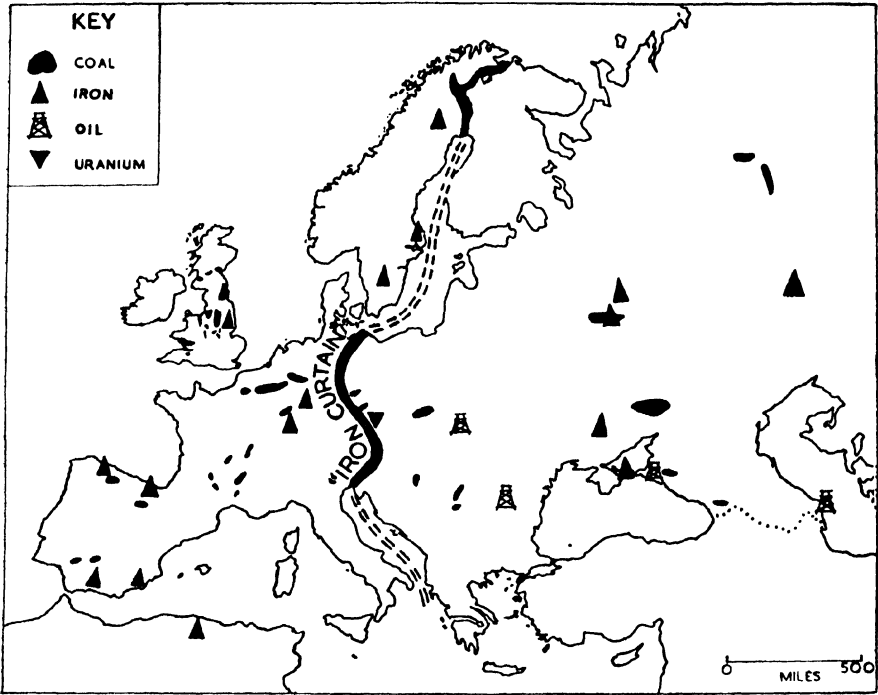 KEY
COAL
IRON
OIL
URANIUM
"IRON CURTAIN"
0 500
MILES